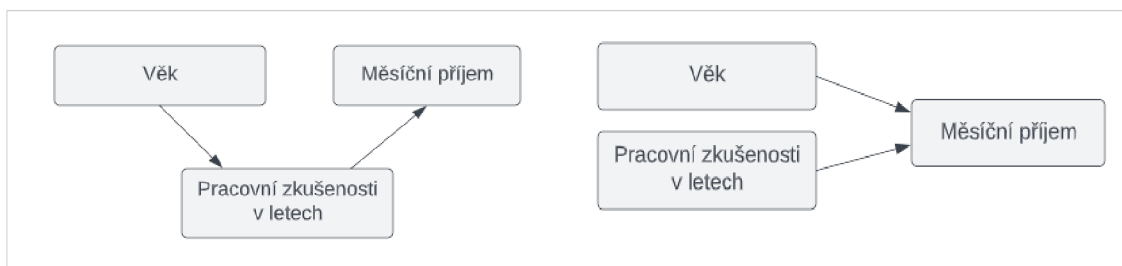 Věk
Měsíční příjem
Pracovní zkušenosti
v letech
Věk
Pracovní zkušenosti
v letech
Měsíční příjem